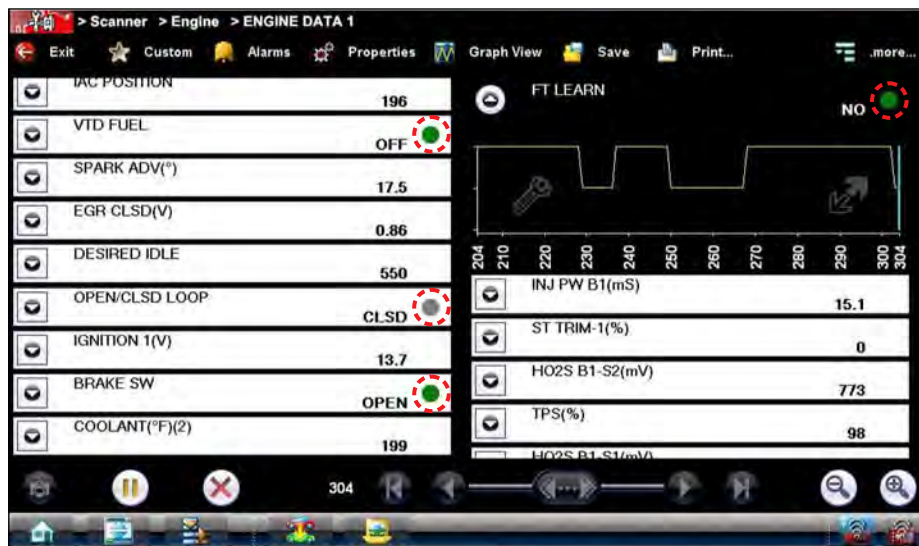 > Scanner > Engine > ENGINE DATA 1
Exit Custom Alarms Properties Graph View Save Print... .more...
IAC POSITION
196
VTD FUEL
OFF
SPARK ADV(°)
17.5
EGR CLSD(V)
0.86
DESIRED IDLE
550
OPEN/CLSD LOOP
CLSD
IGNITION 1(V)
13.7
BRAKE SW
OPEN
COOLANT(°F)(2)
199
FT LEARN
NO
204 210 220 230 240 250 260 270 280 290 300 304
INJ PW B1(mS)
15.1
ST TRIM-1(%)
0
HO2S B1-S2(mV)
773
TPS(%)
98
HO2S B1-S1(mV)
304